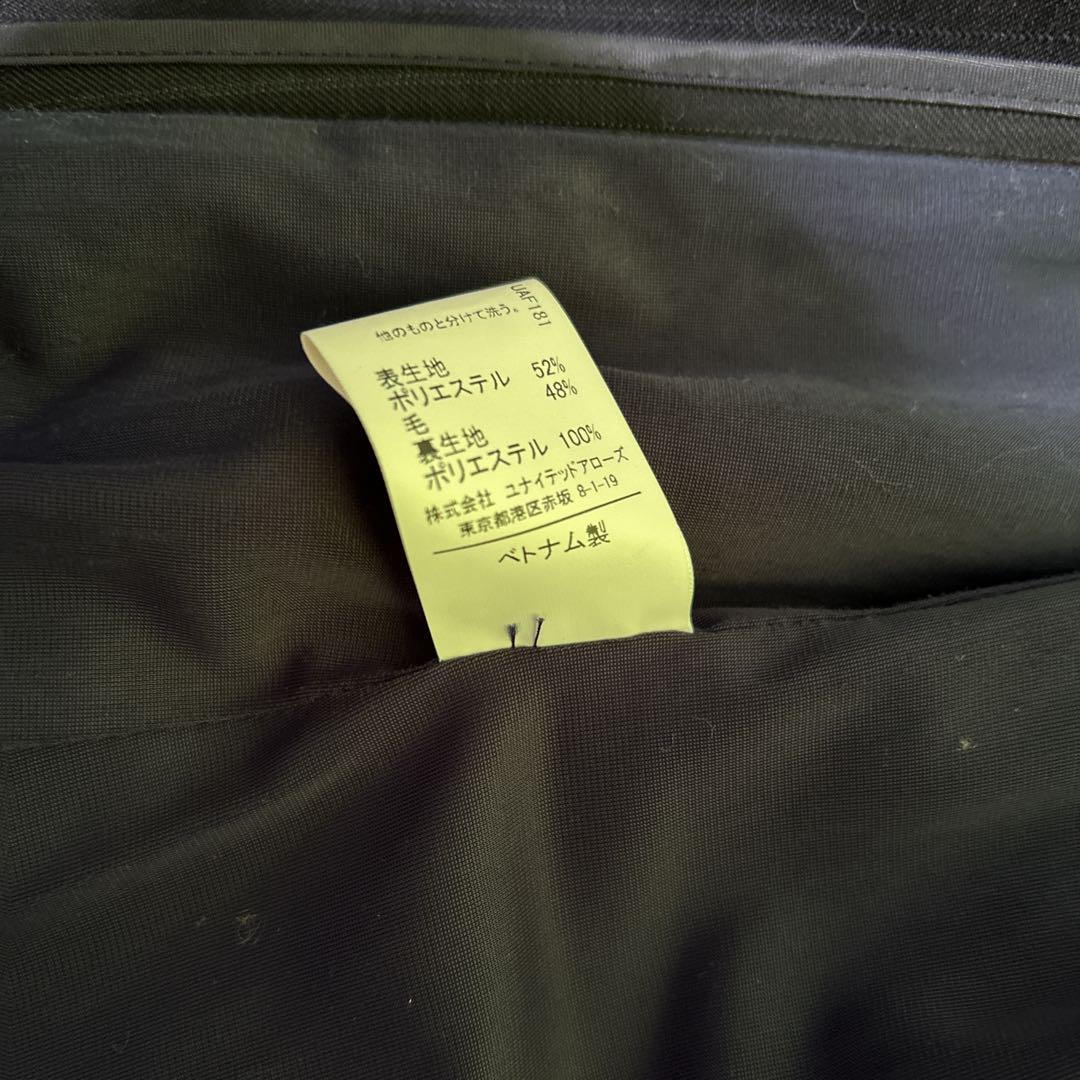 UAF181
他のものと分けて洗う。
表生地
ポリエステル 52%
毛 48%
裏生地
ポリエステル 100%
株式会社 ユナイテッドアローズ
東京都港区赤坂 8-1-19
ベトナム製